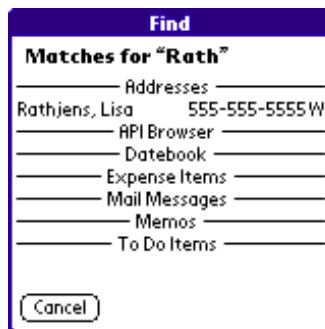 Find
Matches for “Rath”
Addresses
Rathjens, Lisa 555-555-5555 W
API Browser
Datebook
Expense Items
Mail Messages
Memos
To Do Items
Cancel